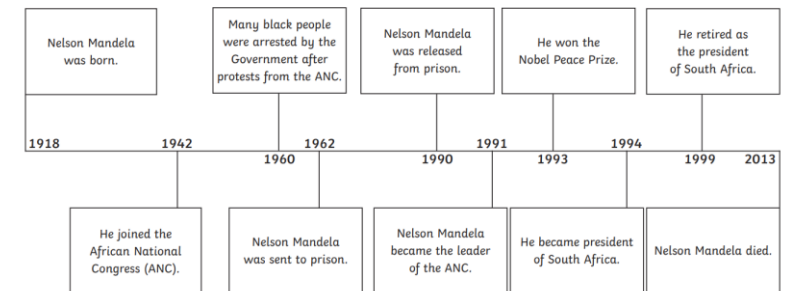 Nelson Mandela
was born.
Many black people
were arrested by the
Government after
protests from the ANC.
Nelson Mandela
was released
from prison.
He won the
Nobel Peace Prize.
He retired as
the president
of South Africa.
1918
1942
1960
1962
1990
1991
1993
1994
1999
2013
He joined the
African National
Congress (ANC).
Nelson Mandela
was sent to prison.
Nelson Mandela
became the leader
of the ANC.
He became president
of South Africa.
Nelson Mandela died.